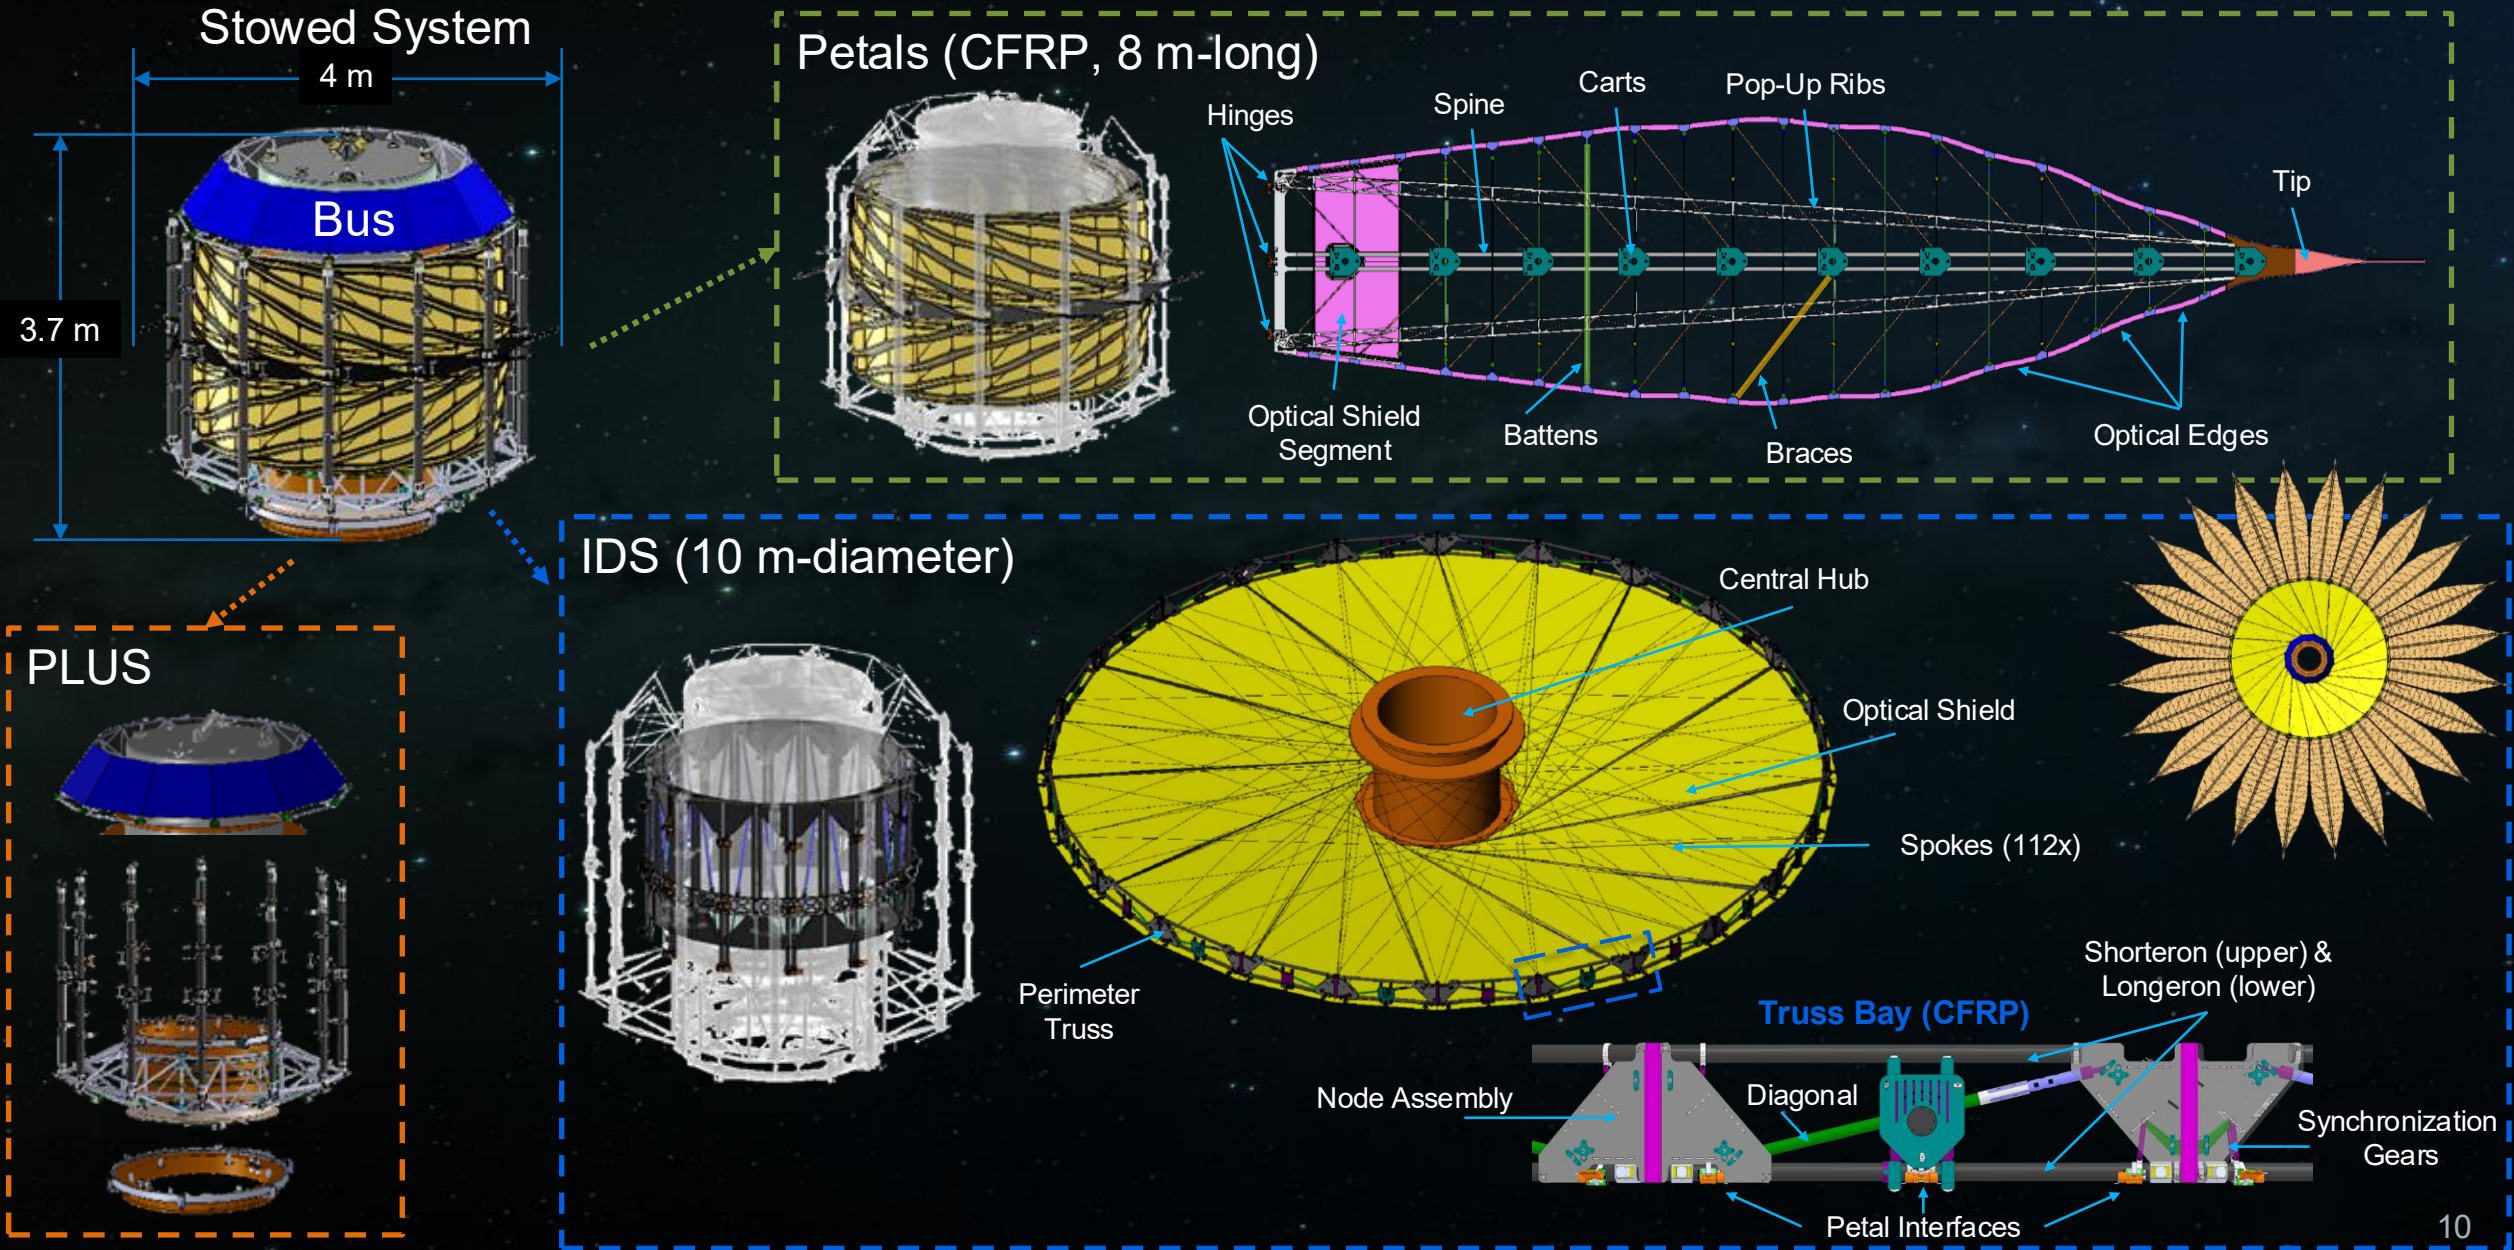 Stowed System
4 m
Bus
3.7 m
Petals (CFRP, 8 m-long)
Hinges
Spine
Carts
Pop-Up Ribs
Tip
Optical Shield
Segment
Battens
Braces
Optical Edges
PLUS
IDS (10 m-diameter)
Central Hub
Optical Shield
Spokes (112x)
Perimeter
Truss
Shorteron (upper) &
Longeron (lower)
Truss Bay (CFRP)
Node Assembly
Diagonal
Synchronization
Gears
Petal Interfaces
10